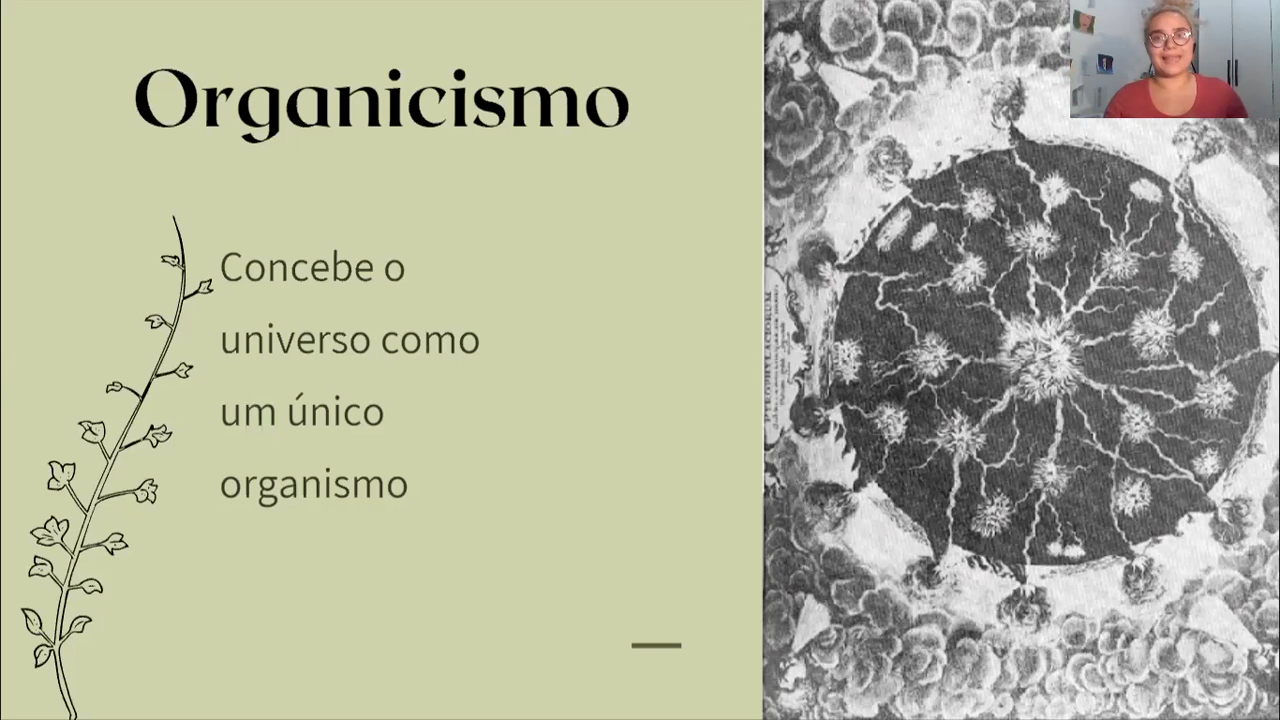 Organicismo
Concebe o
universo como
um único
organismo